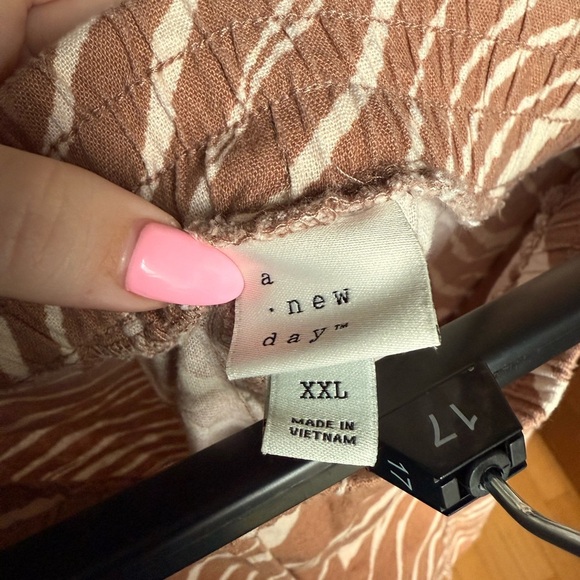 a
·new
day™
XXL
MADE IN
VIETNAM
17
17